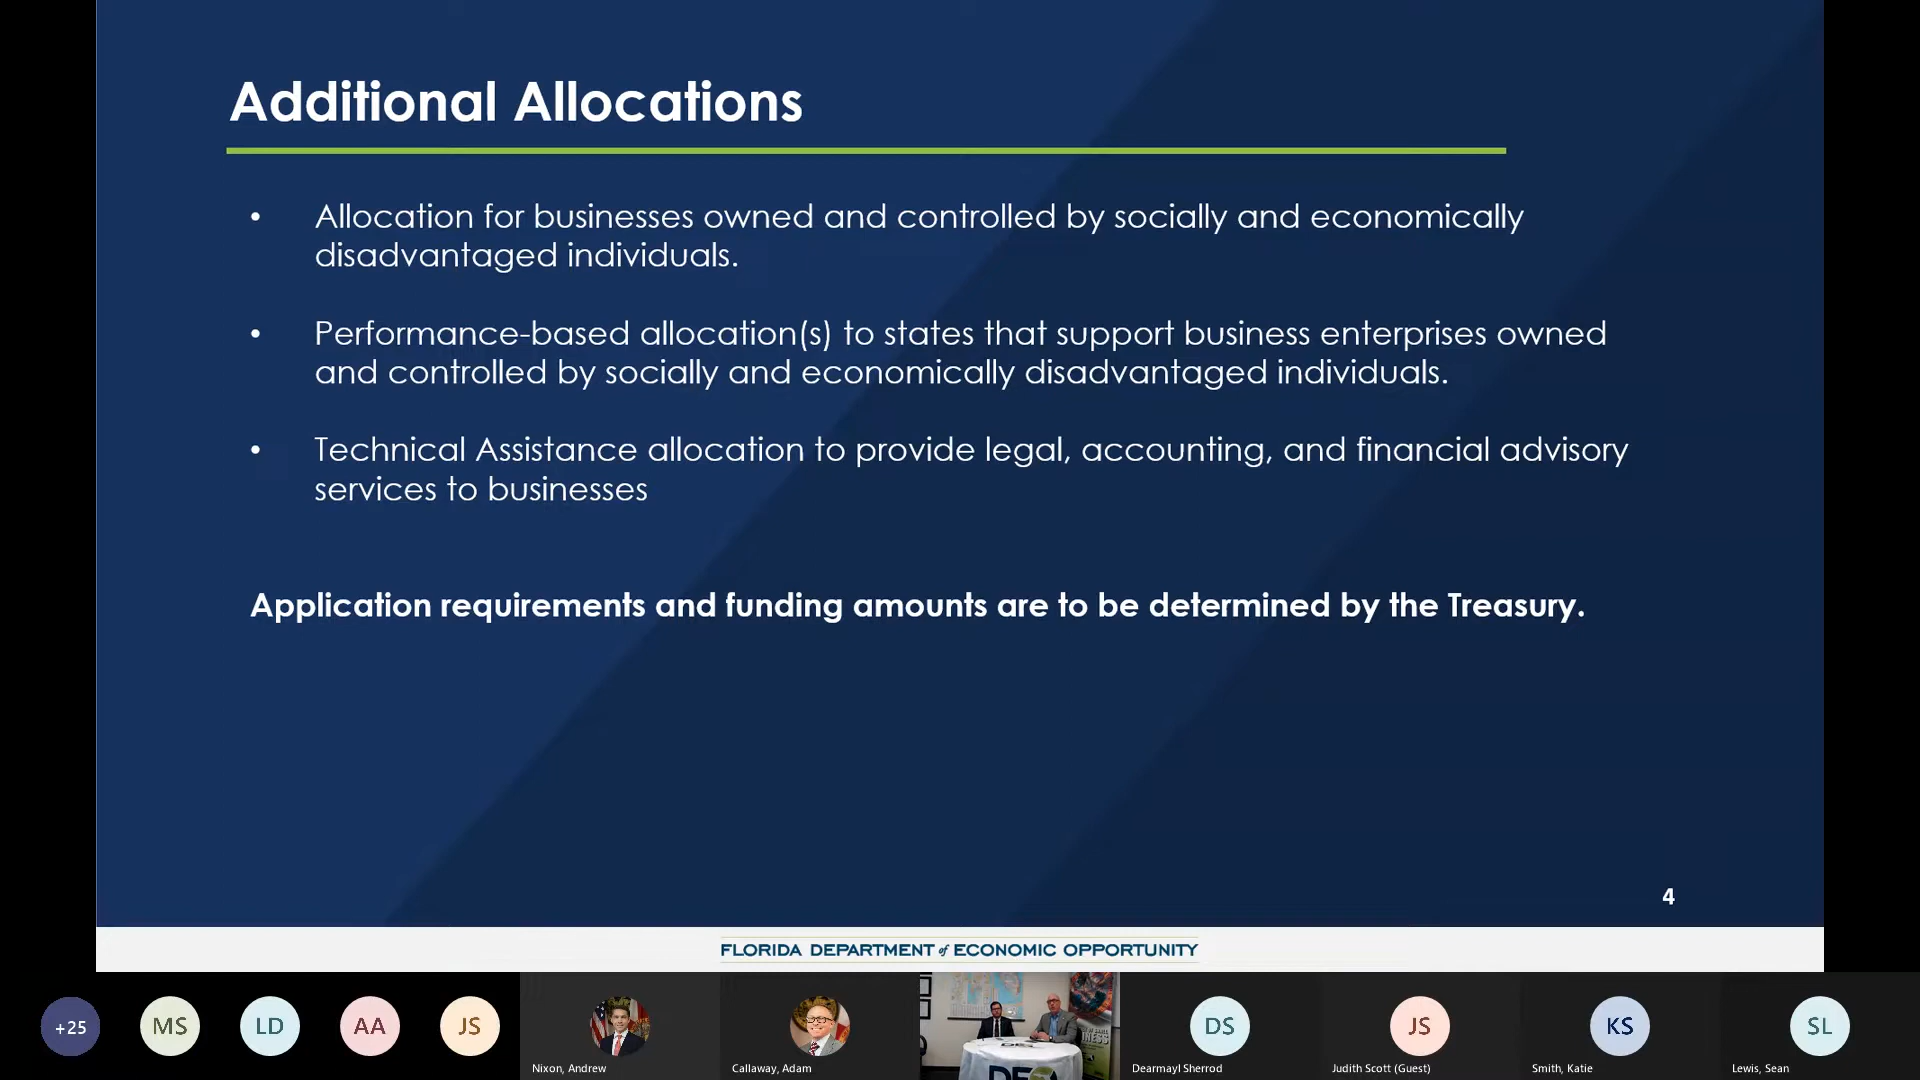 Additional Allocations
• Allocation for businesses owned and controlled by socially and economically
disadvantaged individuals.
• Performance-based allocation(s) to states that support business enterprises owned
and controlled by socially and economically disadvantaged individuals.
• Technical Assistance allocation to provide legal, accounting, and financial advisory
services to businesses
Application requirements and funding amounts are to be determined by the Treasury.
4
FLORIDA DEPARTMENT of ECONOMIC OPPORTUNITY
+25
MS
LD
AA
JS
Nixon, Andrew
Callaway, Adam
DS
Dearmayl Sherrod
JS
Judith Scott (Guest)
KS
Smith, Katie
SL
Lewis, Sean